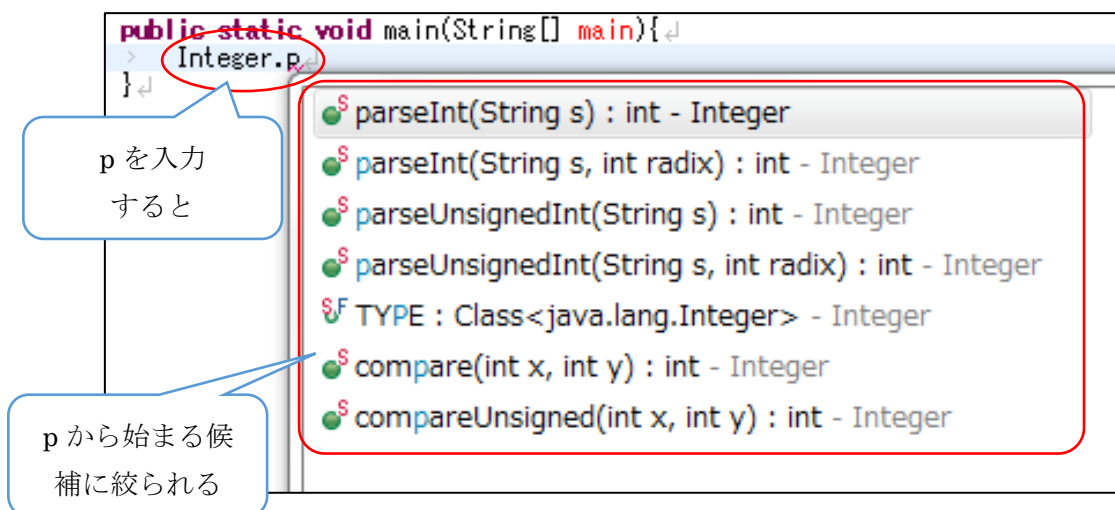 public static void main(String[] main){↲
> Integer.p↲
}↲
p を入力
すると
parseInt(String s) : int - Integer
parseInt(String s, int radix) : int - Integer
parseUnsignedInt(String s) : int - Integer
parseUnsignedInt(String s, int radix) : int - Integer
TYPE : Class<java.lang.Integer> - Integer
compare(int x, int y) : int - Integer
compareUnsigned(int x, int y) : int - Integer
p から始まる候
補に絞られる